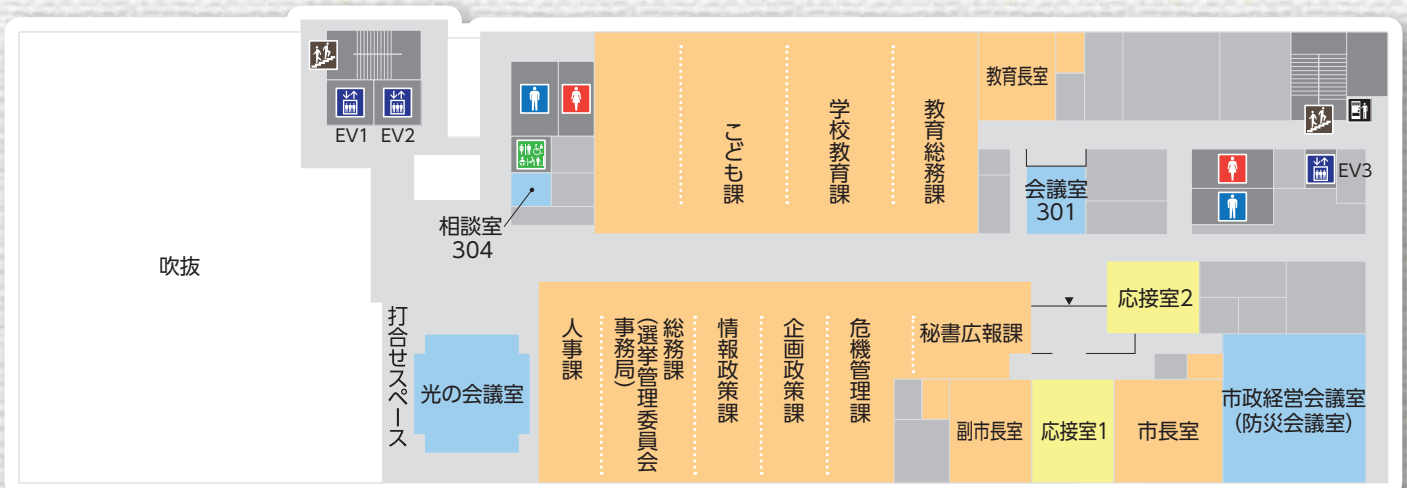 EV1 EV2
こども課
学校教育課
教育総務課
教育長室
会議室
301
EV3
相談室
304
吹抜
打合せスペース
光の会議室
人事課
総務課
(選挙管理委員会
事務局)
情報政策課
企画政策課
危機管理課
秘書広報課
応接室2
副市長室
応接室1
市長室
市政経営会議室
(防災会議室)